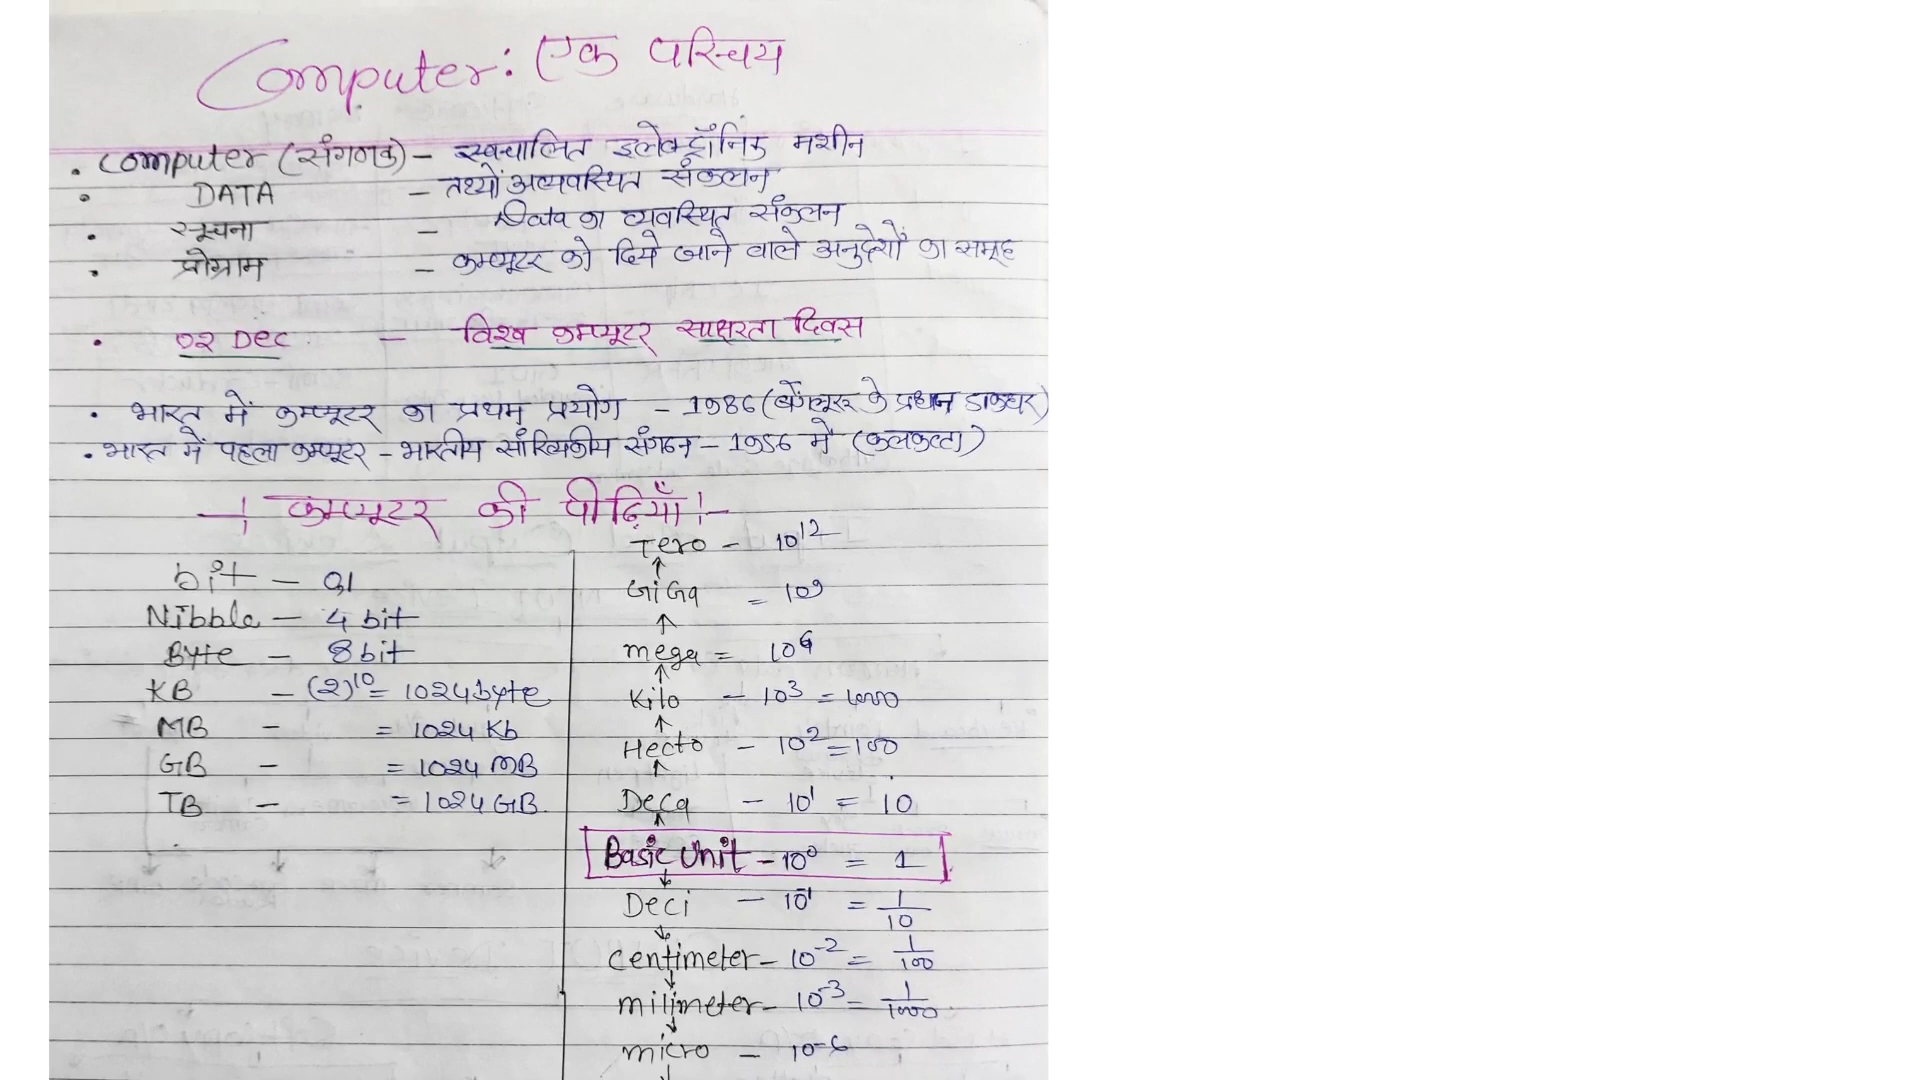 Computer: एक परिचय
• Computer (संगणक) - स्वचालित इलेक्ट्रॉनिक मशीन
• DATA - तथ्यों अव्यवस्थित संकलन
• सूचना - Data का व्यवस्थित संकलन
• प्रोग्राम - कम्प्यूटर को दिये जाने वाले अनुदेशों का समूह
• 02 Dec - विश्व कम्प्यूटर साक्षरता दिवस
• भारत में कम्प्यूटर का प्रथम प्रयोग - 1986 (बेंगलूरू के प्रधान डाकघर)
• भारत में पहला कम्प्यूटर - भारतीय सांख्यिकीय संगठन - 1956 में (कलकत्ता)
-: कम्प्यूटर की पीढ़ियाँ :-
bit - 0,1
Nibble - 4 bit
Byte - 8 bit
KB - (2)¹⁰ = 1024 byte
MB - = 1024 Kb
GB - = 1024 MB
TB - = 1024 GB
Tero - 10¹²
↑
GiGa = 10⁹
↑
mega = 10⁶
↑
Kilo - 10³ = 1000
↑
Hecto - 10² = 100
↑
Deca - 10¹ = 10
↑
Basic Unit - 10⁰ = 1
↓
Deci - 10⁻¹ = 1/10
↓
Centimeter - 10⁻² = 1/100
↓
milimeter - 10⁻³ = 1/1000
↓
micro - 10⁻⁶
↓